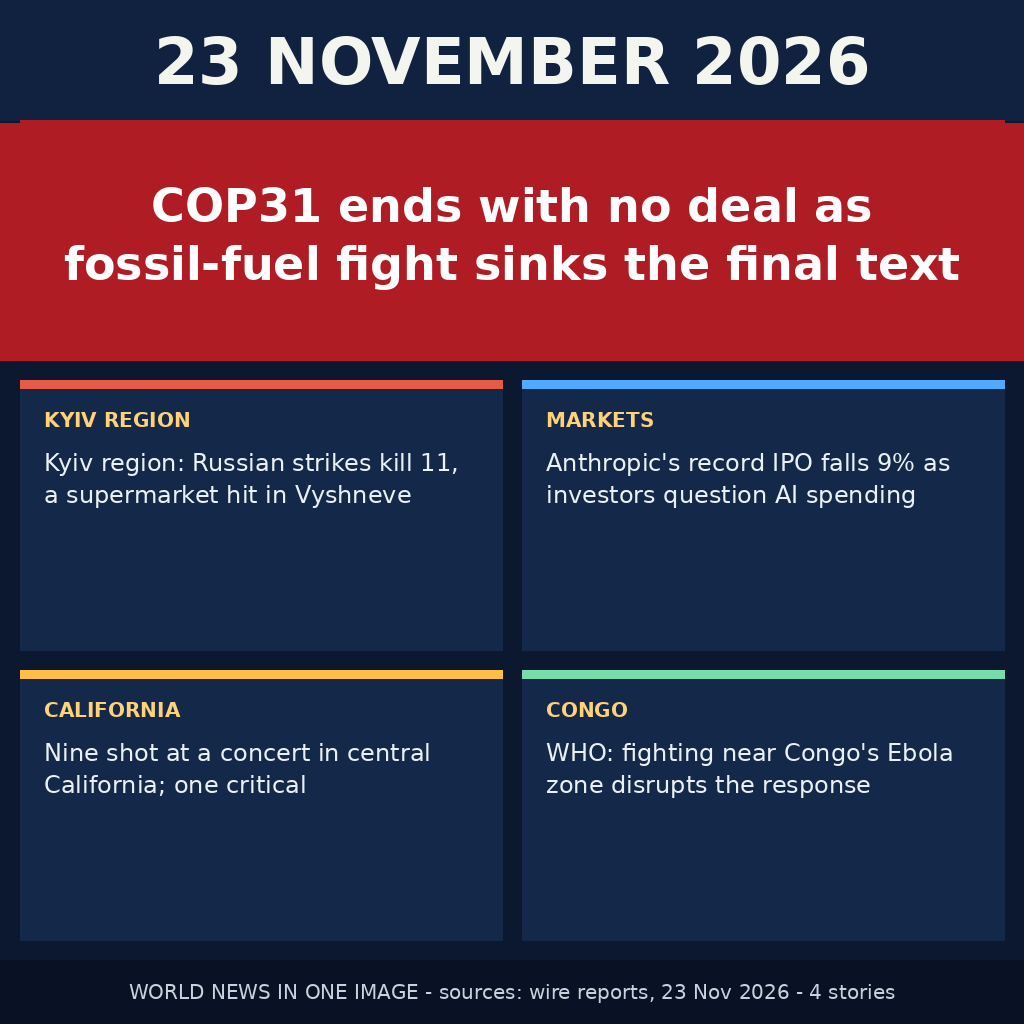 23 NOVEMBER 2026
COP31 ends with no deal as
fossil-fuel fight sinks the final text
KYIV REGION
Kyiv region: Russian strikes kill 11,
a supermarket hit in Vyshneve
MARKETS
Anthropic's record IPO falls 9% as
investors question AI spending
CALIFORNIA
Nine shot at a concert in central
California; one critical
CONGO
WHO: fighting near Congo's Ebola
zone disrupts the response
WORLD NEWS IN ONE IMAGE - sources: wire reports, 23 Nov 2026 - 4 stories